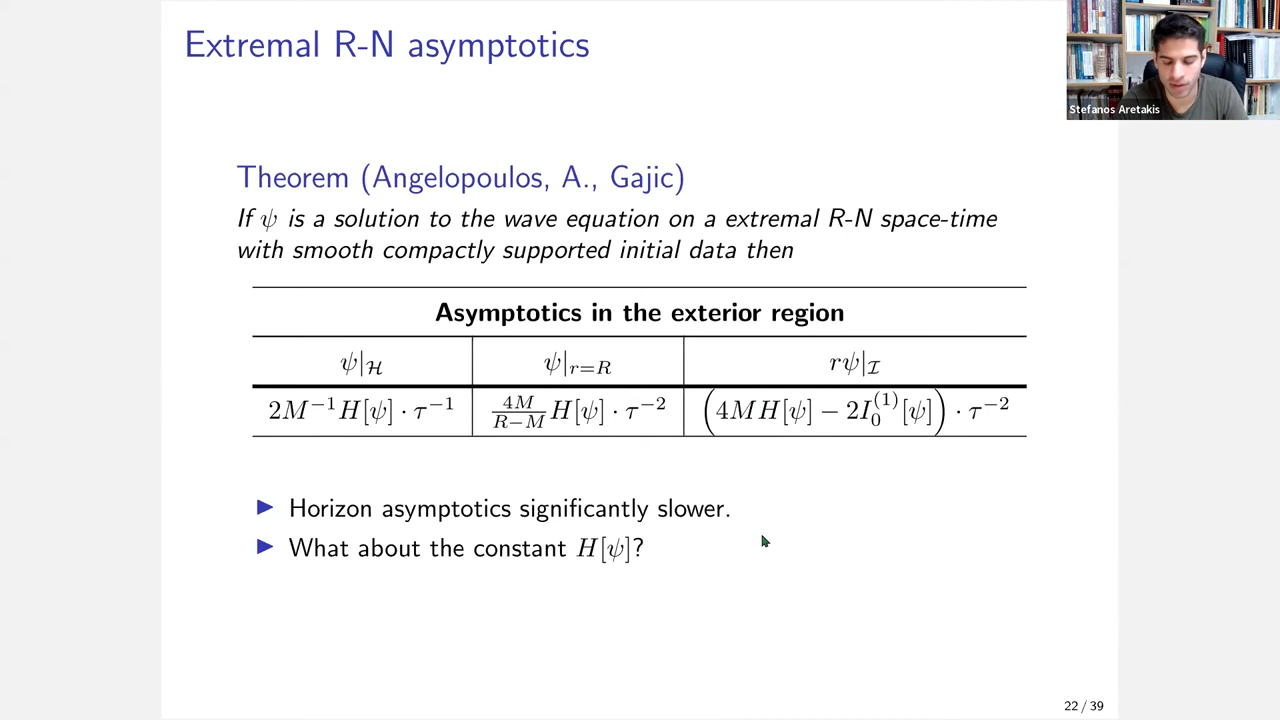 Extremal R-N asymptotics
Stefanos Aretakis
Theorem (Angelopoulos, A., Gajic)
If ψ is a solution to the wave equation on a extremal R-N space-time
with smooth compactly supported initial data then
Asymptotics in the exterior region
ψ|_ℋ ψ|_{r=R} rψ|_ℐ
2M⁻¹H[ψ] · τ⁻¹ 4M/(R−M) H[ψ] · τ⁻² (4MH[ψ] − 2I₀⁽¹⁾[ψ]) · τ⁻²
▶ Horizon asymptotics significantly slower.
▶ What about the constant H[ψ]?
22 / 39